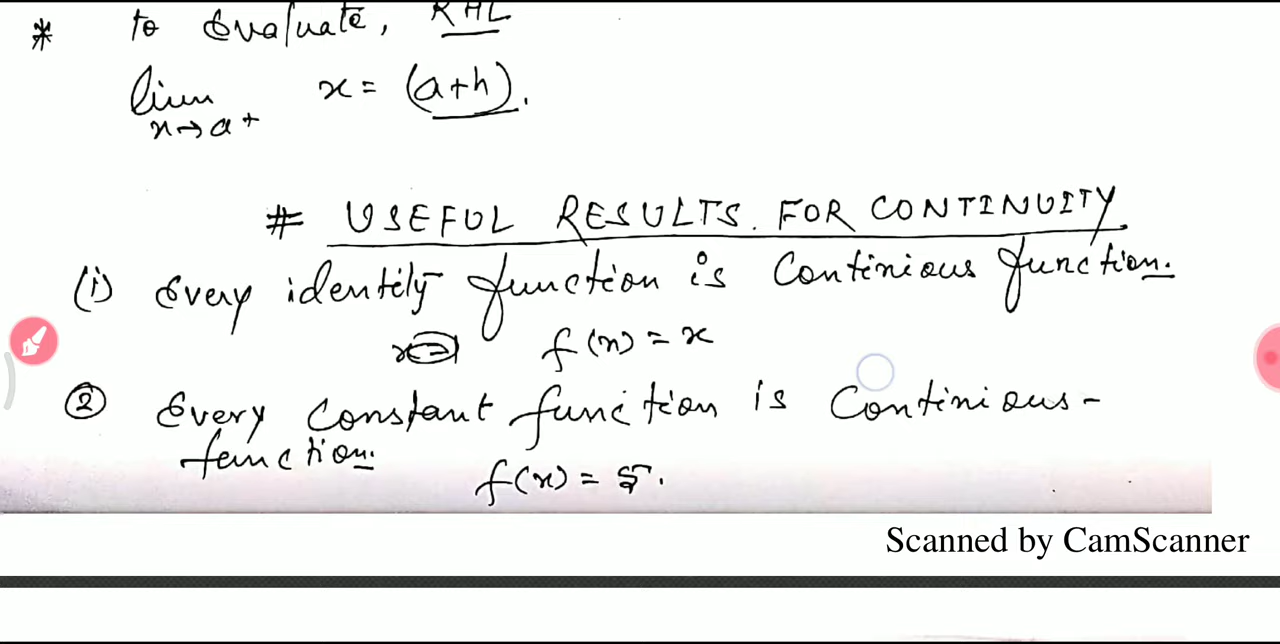 * to Evaluate, RHL
lim x = (a+h).
x→a+
# USEFUL RESULTS. FOR CONTINUITY
(i) Every identity function is Continious function.
f(x) = x
② Every constant function is Continious-
function.
f(x) = 5.
Scanned by CamScanner